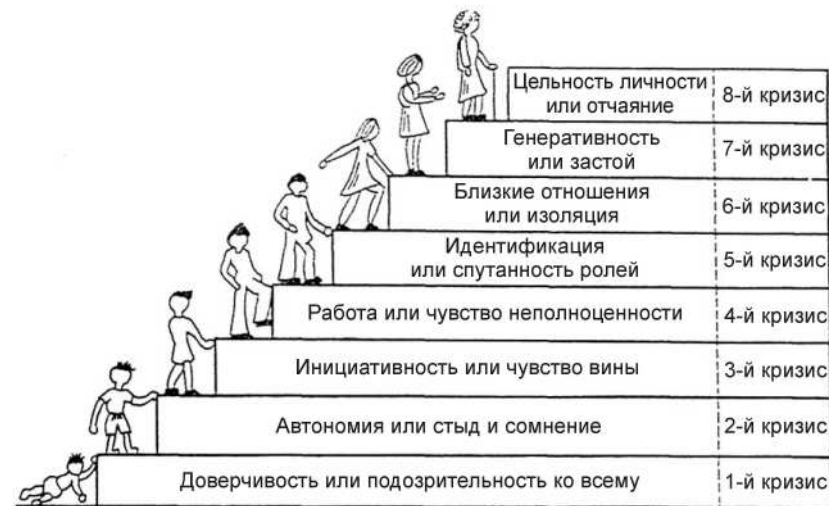 Цельность личности
или отчаяние
8-й кризис
Генеративность
или застой
7-й кризис
Близкие отношения
или изоляция
6-й кризис
Идентификация
или спутанность ролей
5-й кризис
Работа или чувство неполноценности
4-й кризис
Инициативность или чувство вины
3-й кризис
Автономия или стыд и сомнение
2-й кризис
Доверчивость или подозрительность ко всему
1-й кризис